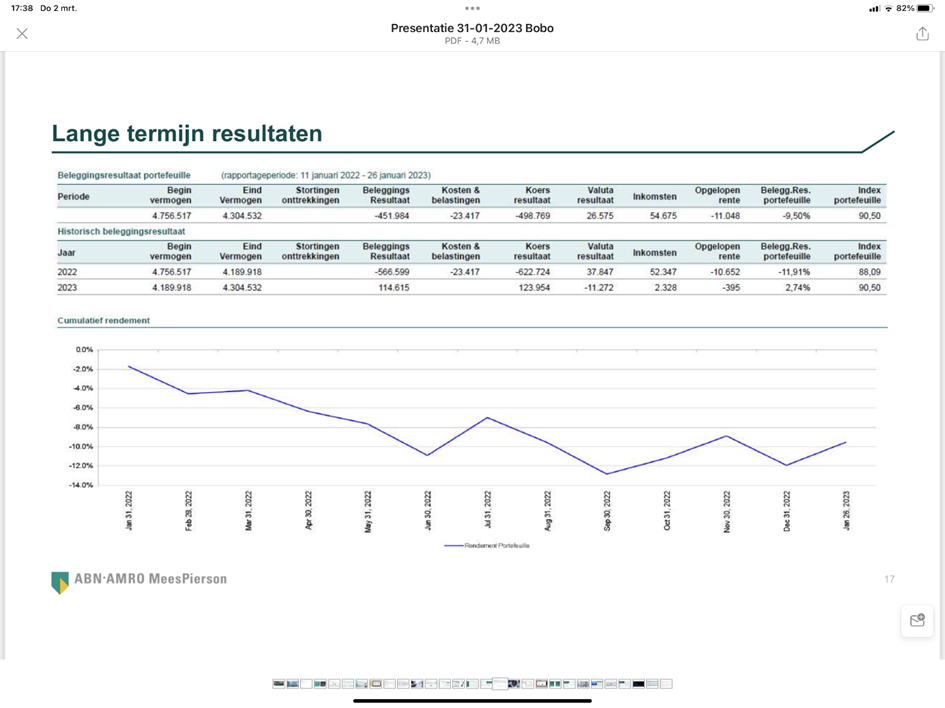 17:38 Do 2 mrt.
82%
Presentatie 31-01-2023 Bobo
PDF - 4,7 MB
Lange termijn resultaten
Beleggingsresultaat portefeuille (rapportageperiode: 11 januari 2022 - 26 januari 2023)
Periode Begin vermogen Eind Vermogen Stortingen onttrekkingen Beleggings Resultaat Kosten & belastingen Koers resultaat Valuta resultaat Inkomsten Opgelopen rente Belegg.Res. portefeuille Index portefeuille
4.756.517 4.304.532 -451.984 -23.417 -498.769 26.575 54.675 -11.048 -9,50% 90,50
Historisch beleggingsresultaat
Jaar Begin vermogen Eind Vermogen Stortingen onttrekkingen Beleggings Resultaat Kosten & belastingen Koers resultaat Valuta resultaat Inkomsten Opgelopen rente Belegg.Res. portefeuille Index portefeuille
2022 4.756.517 4.189.918 -566.599 -23.417 -622.724 37.847 52.347 -10.652 -11,91% 88,09
2023 4.189.918 4.304.532 114.615 123.954 -11.272 2.328 -395 2,74% 90,50
Cumulatief rendement
0.0%
-2.0%
-4.0%
-6.0%
-8.0%
-10.0%
-12.0%
-14.0%
Jan 31, 2022
Feb 28, 2022
Mar 31, 2022
Apr 30, 2022
May 31, 2022
Jun 30, 2022
Jul 31, 2022
Aug 31, 2022
Sep 30, 2022
Oct 31, 2022
Nov 30, 2022
Dec 31, 2022
Jan 26, 2023
Rendement Portefeuille
ABN·AMRO MeesPierson
17